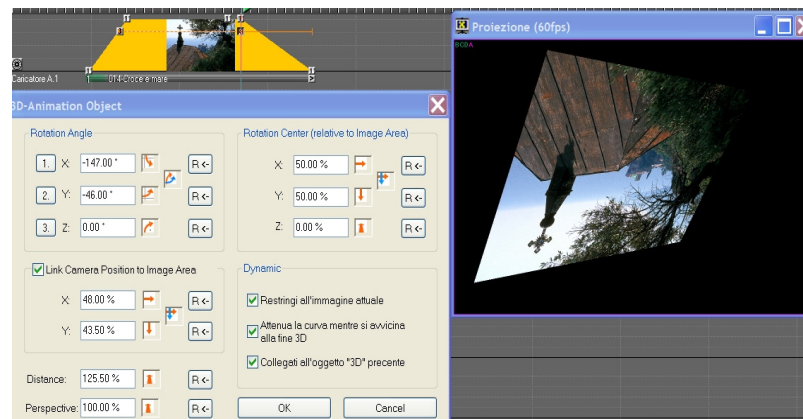 Caricatore A.1
1
014-Croce e mare
3D-Animation Object
Rotation Angle
1. X: -147.00 ° R <-
2. Y: -46.00 ° R <-
3. Z: 0.00 ° R <-
Rotation Center (relative to Image Area)
X: 50.00 % R <-
Y: 50.00 % R <-
Z: 0.00 % R <-
Link Camera Position to Image Area
X: 48.00 % R <-
Y: 43.50 % R <-
Distance: 125.50 % R <-
Perspective: 100.00 % R <-
Dynamic
Restringi all'immagine attuale
Attenua la curva mentre si avvicina
alla fine 3D
Collegati all'oggetto "3D" precente
OK Cancel
Proiezione (60fps)
BCDA